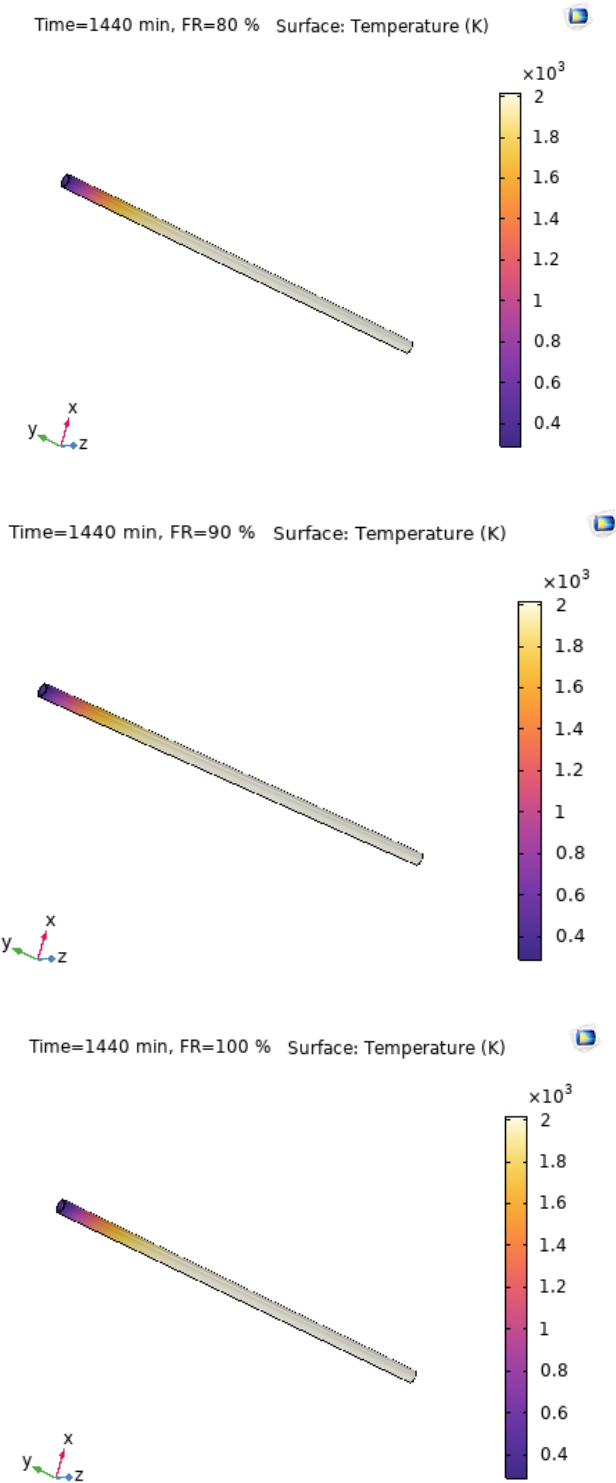 Time=1440 min, FR=80 % Surface: Temperature (K)
×10³
2
1.8
1.6
1.4
1.2
1
0.8
0.6
0.4
x
y
z
Time=1440 min, FR=90 % Surface: Temperature (K)
×10³
2
1.8
1.6
1.4
1.2
1
0.8
0.6
0.4
x
y
z
Time=1440 min, FR=100 % Surface: Temperature (K)
×10³
2
1.8
1.6
1.4
1.2
1
0.8
0.6
0.4
x
y
z